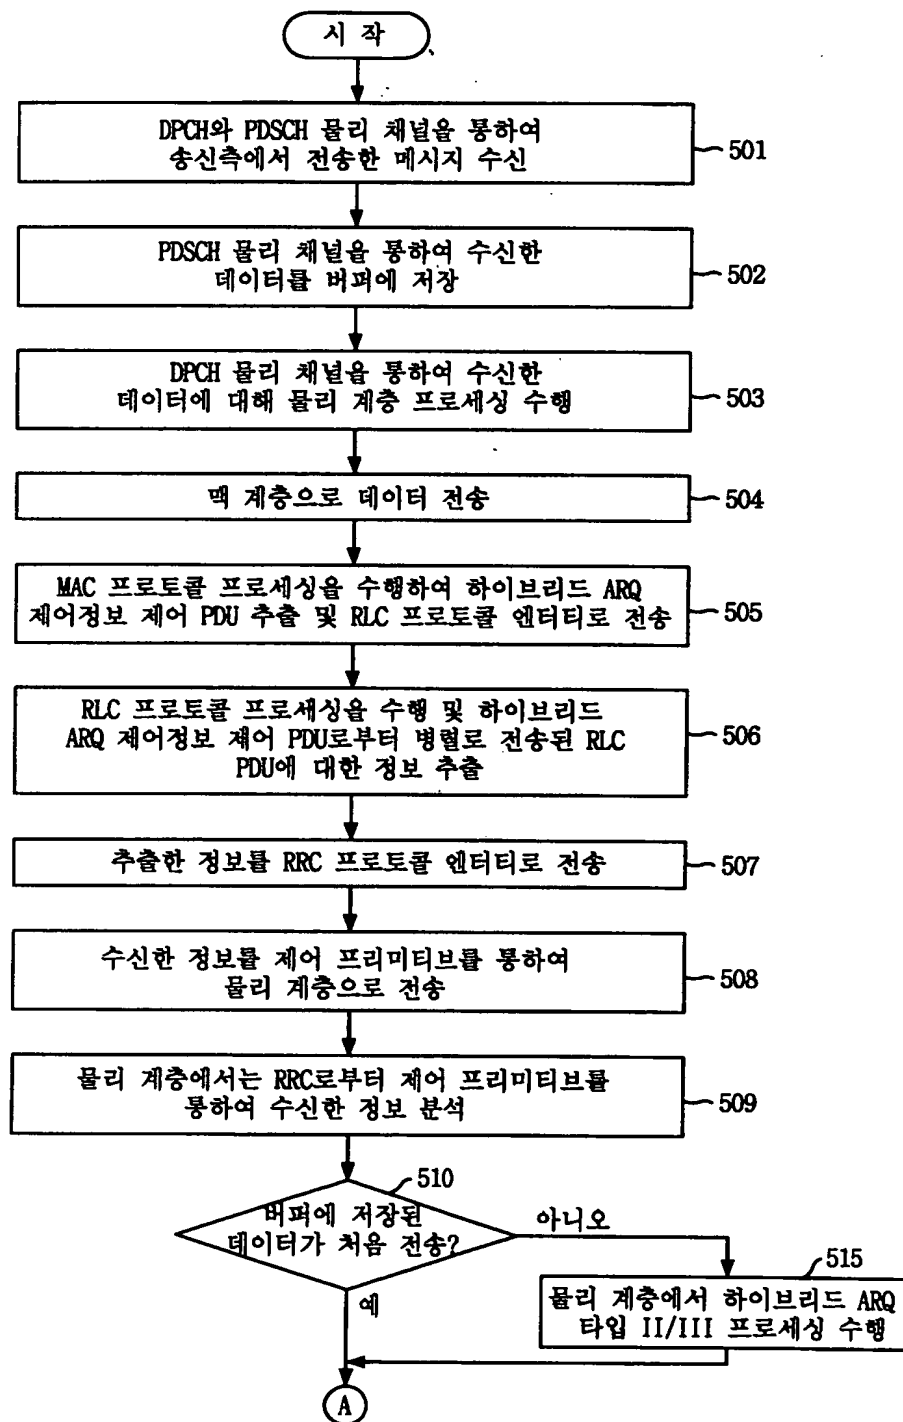 시 작
DPCH와 PDSCH 물리 채널을 통하여
송신측에서 전송한 메시지 수신
501
PDSCH 물리 채널을 통하여 수신한
데이터를 버퍼에 저장
502
DPCH 물리 채널을 통하여 수신한
데이터에 대해 물리 계층 프로세싱 수행
503
맥 계층으로 데이터 전송
504
MAC 프로토콜 프로세싱을 수행하여 하이브리드 ARQ
제어정보 제어 PDU 추출 및 RLC 프로토콜 엔터티로 전송
505
RLC 프로토콜 프로세싱을 수행 및 하이브리드
ARQ 제어정보 제어 PDU로부터 병렬로 전송된 RLC
PDU에 대한 정보 추출
506
추출한 정보를 RRC 프로토콜 엔터티로 전송
507
수신한 정보를 제어 프리미티브를 통하여
물리 계층으로 전송
508
물리 계층에서는 RRC로부터 제어 프리미티브를
통하여 수신한 정보 분석
509
510
버퍼에 저장된
데이터가 처음 전송?
아니오
예
515
물리 계층에서 하이브리드 ARQ
타입 II/III 프로세싱 수행
A